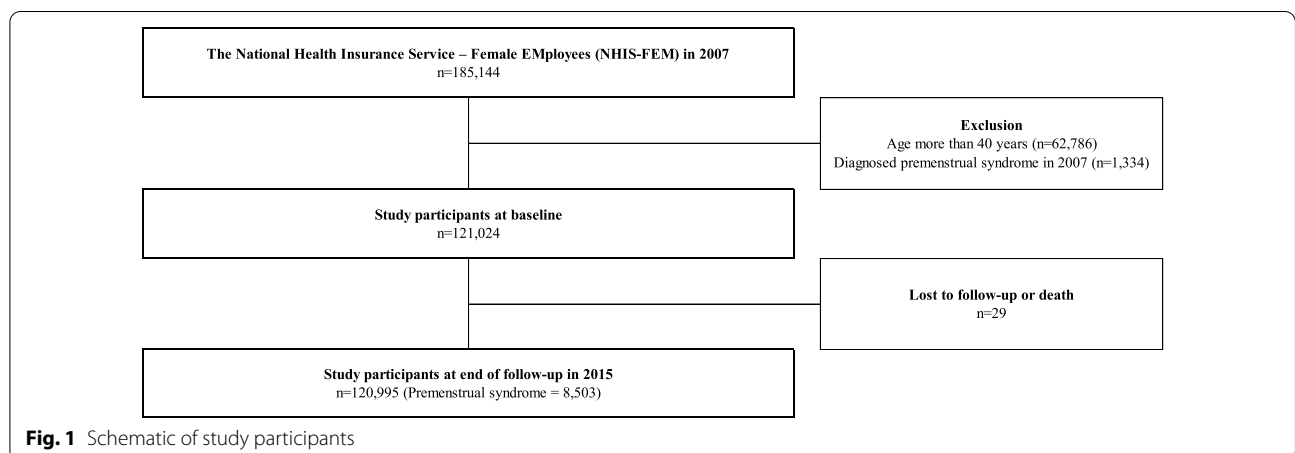 The National Health Insurance Service – Female EMployees (NHIS-FEM) in 2007
n=185,144
Exclusion
Age more than 40 years (n=62,786)
Diagnosed premenstrual syndrome in 2007 (n=1,334)
Study participants at baseline
n=121,024
Lost to follow-up or death
n=29
Study participants at end of follow-up in 2015
n=120,995 (Premenstrual syndrome = 8,503)
Fig. 1 Schematic of study participants